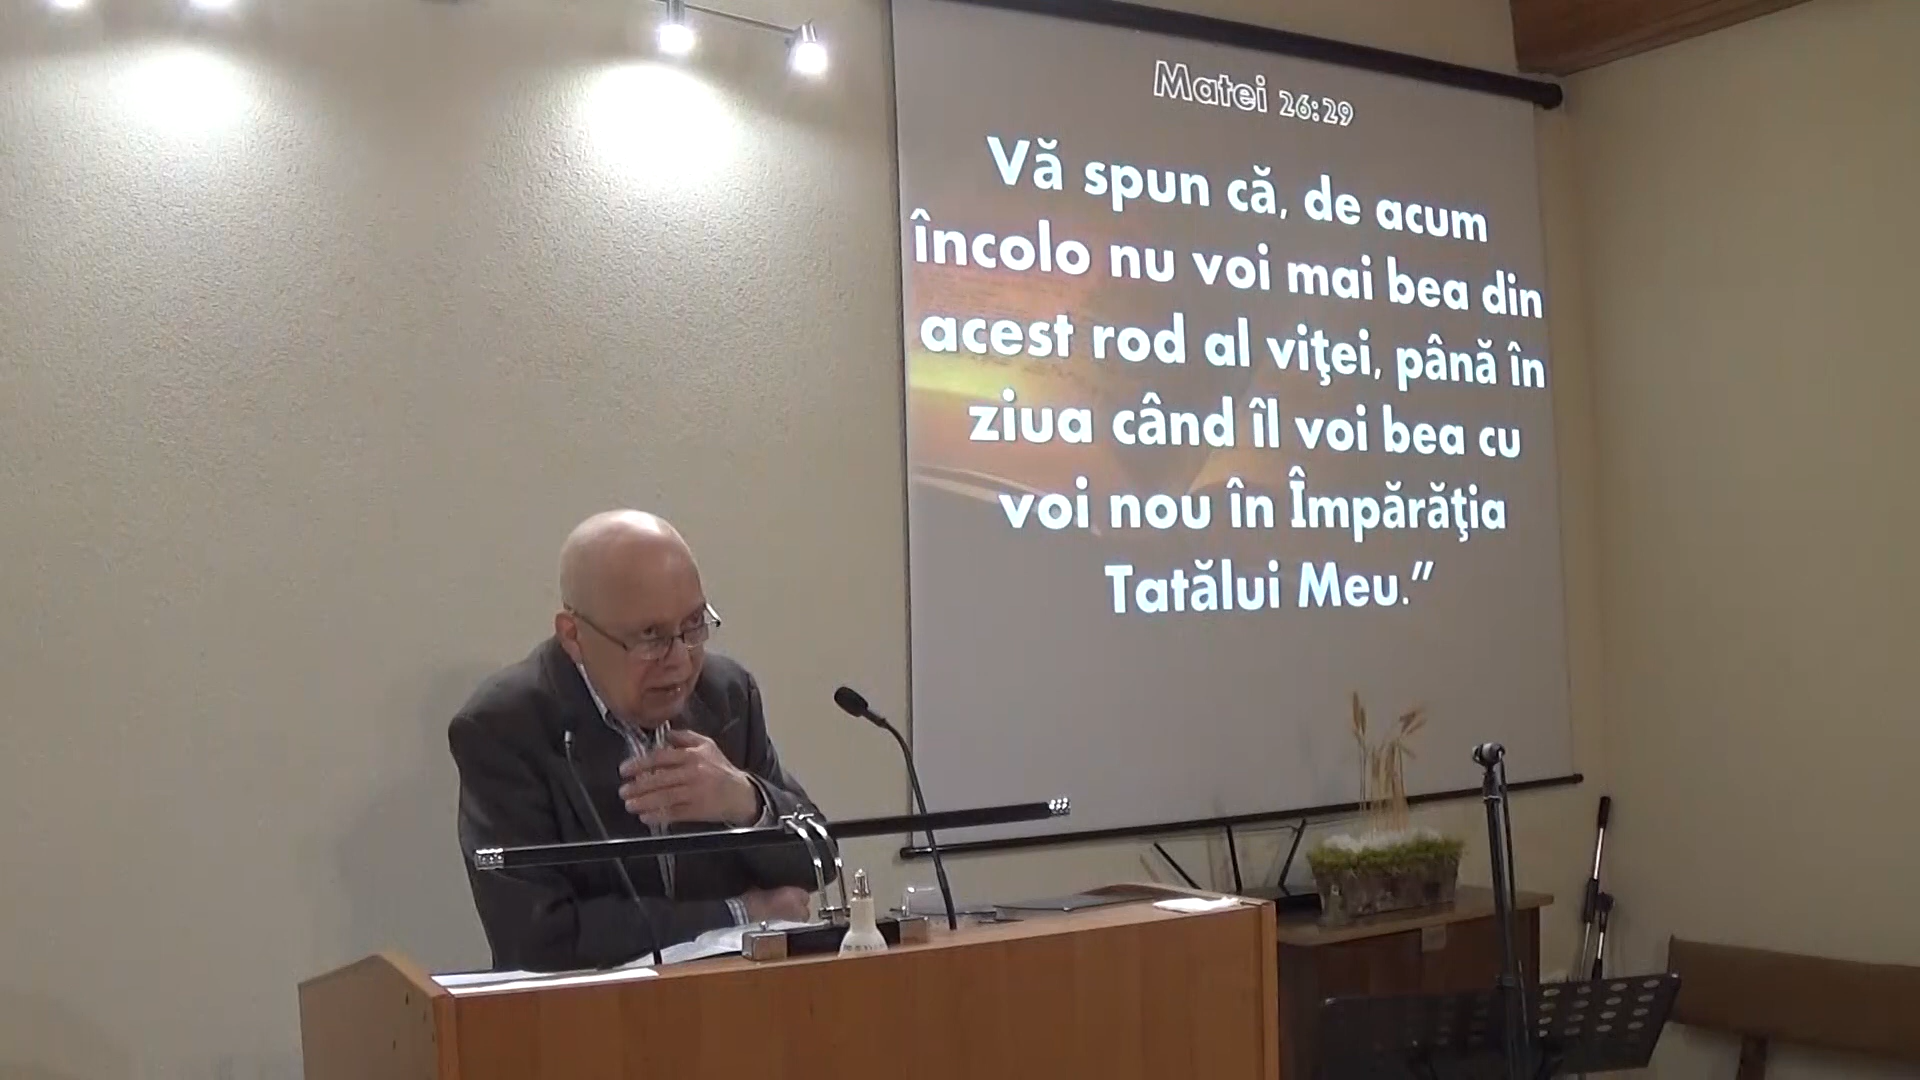 Matei 26:29
Vă spun că, de acum
încolo nu voi mai bea din
acest rod al viţei, până în
ziua când îl voi bea cu
voi nou în Împărăţia
Tatălui Meu.”